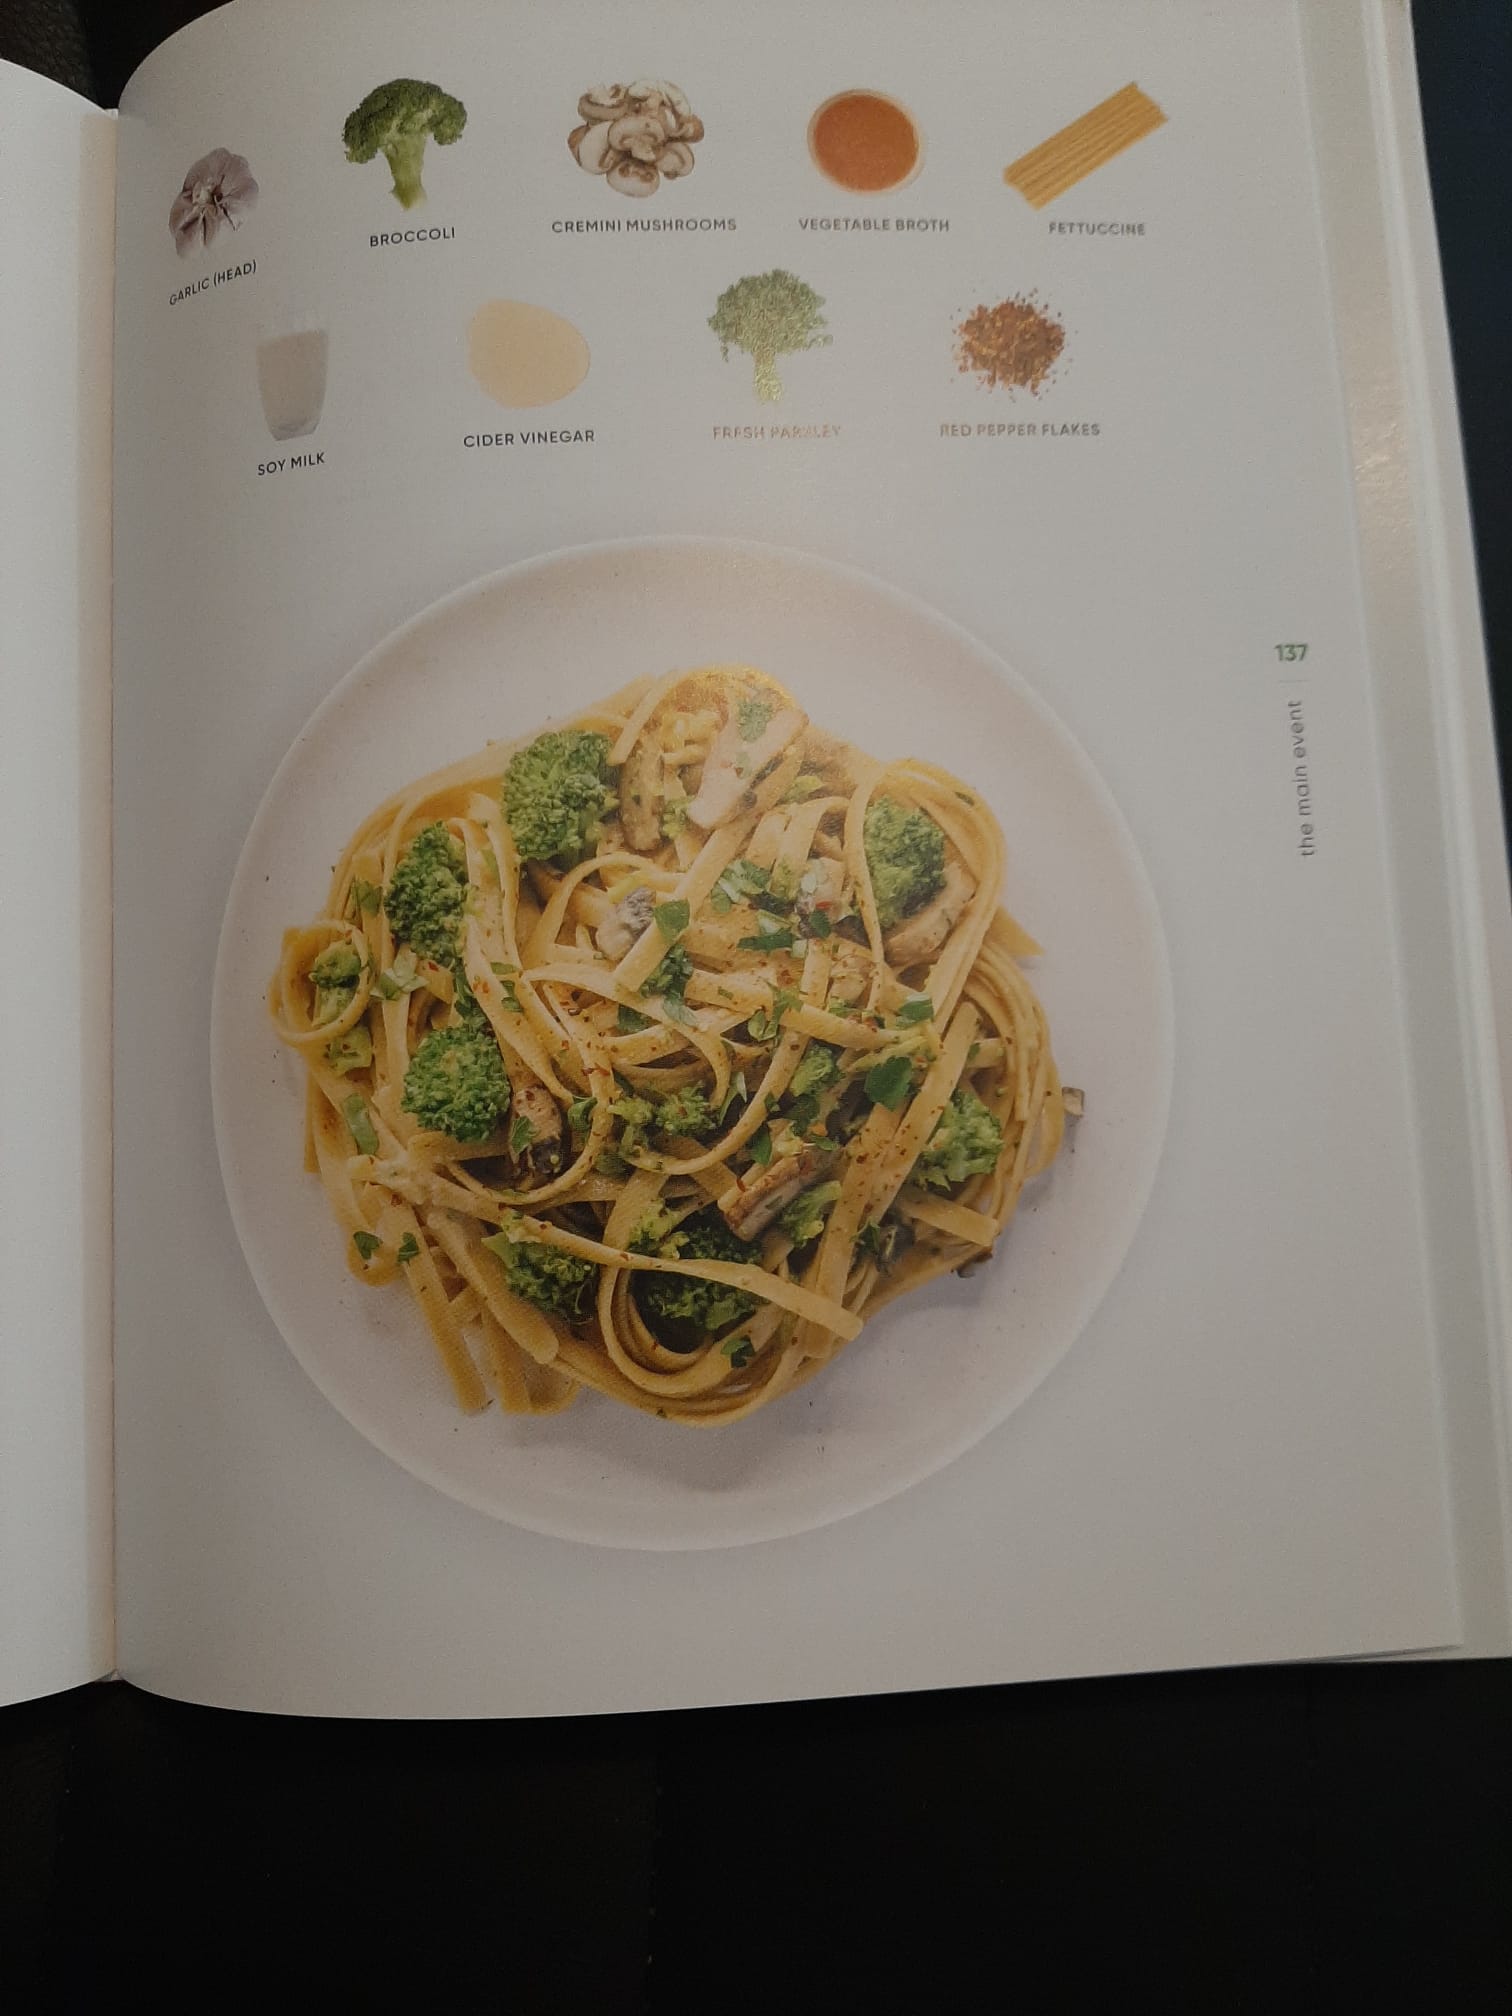 GARLIC (HEAD)
BROCCOLI
CREMINI MUSHROOMS
VEGETABLE BROTH
FETTUCCINE
SOY MILK
CIDER VINEGAR
FRESH PARSLEY
RED PEPPER FLAKES
137
the main event